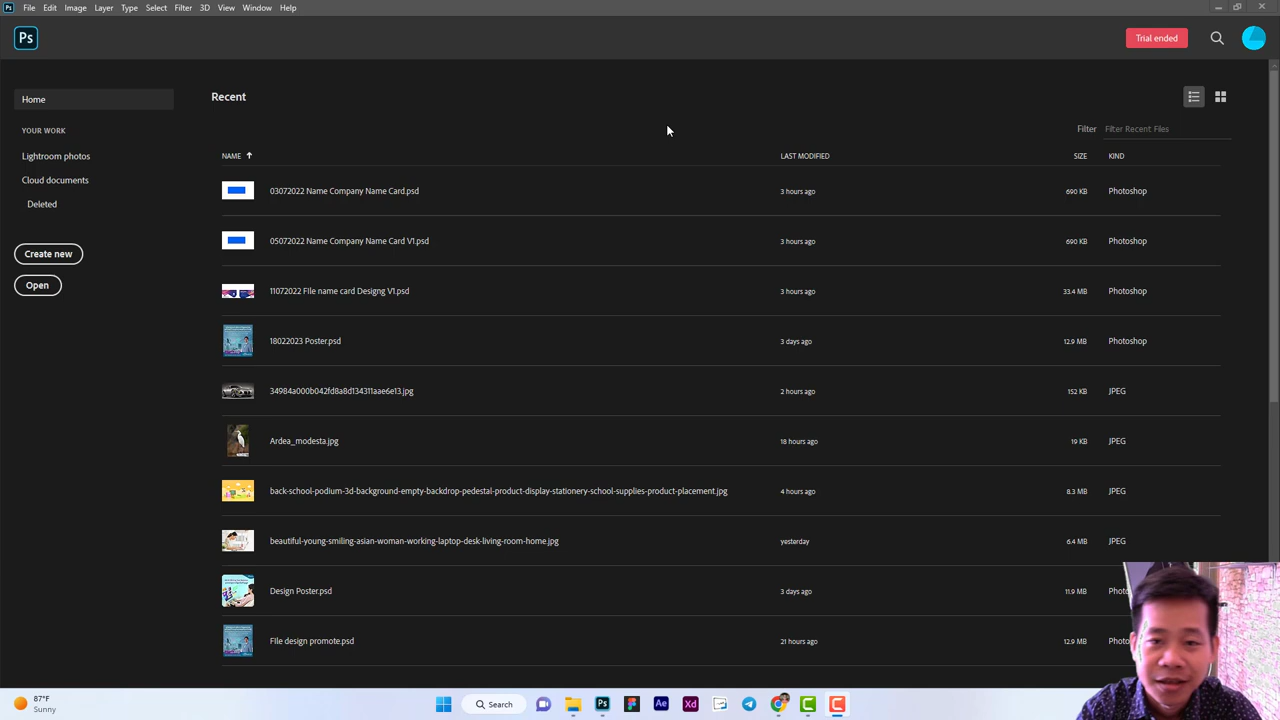 Ps File Edit Image Layer Type Select Filter 3D View Window Help
Ps Trial ended
Home
YOUR WORK
Lightroom photos
Cloud documents
Deleted
Create new
Open
Recent
Filter Filter Recent Files
NAME LAST MODIFIED SIZE KIND
03072022 Name Company Name Card.psd 3 hours ago 690 KB Photoshop
05072022 Name Company Name Card V1.psd 3 hours ago 690 KB Photoshop
11072022 File name card Designg V1.psd 3 hours ago 33.4 MB Photoshop
18022023 Poster.psd 3 days ago 12.9 MB Photoshop
34984a000b042fd8a8d134311aae6e13.jpg 2 hours ago 152 KB JPEG
Ardea_modesta.jpg 18 hours ago 19 KB JPEG
back-school-podium-3d-background-empty-backdrop-pedestal-product-display-stationery-school-supplies-product-placement.jpg 4 hours ago 8.3 MB JPEG
beautiful-young-smiling-asian-woman-working-laptop-desk-living-room-home.jpg yesterday 6.4 MB JPEG
Design Poster.psd 3 days ago 11.9 MB Photo
File design promote.psd 21 hours ago 12.9 MB Photo
87°F
Sunny
Search
Ps Ae Xd